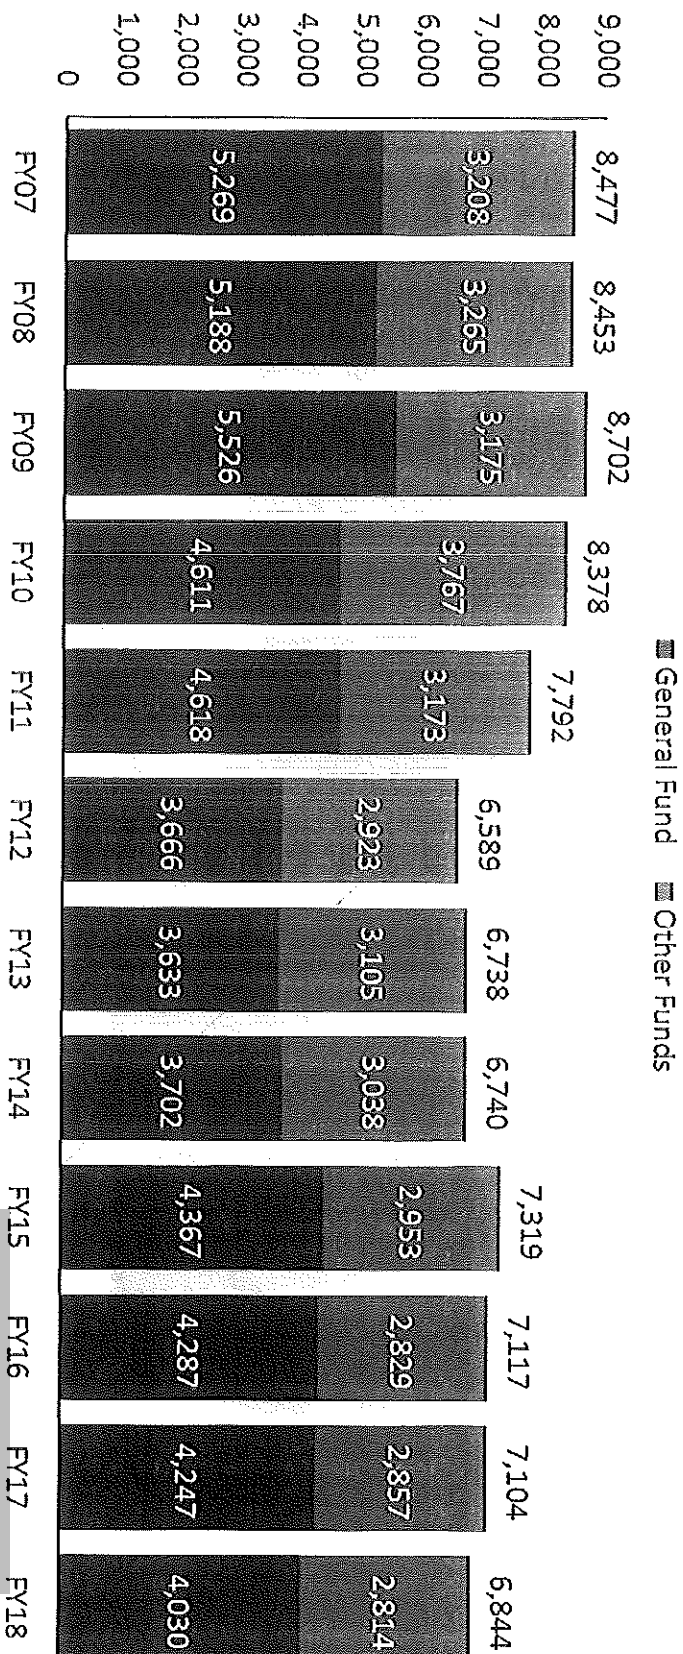 General Fund Other Funds
9,000
8,000
7,000
6,000
5,000
4,000
3,000
2,000
1,000
0
8,477 8,453 8,702 8,378 7,792 6,589 6,738 6,740 7,319 7,117 7,104 6,844
3,208 3,265 3,175 3,767 3,173 2,923 3,105 3,038 2,953 2,829 2,857 2,814
5,269 5,188 5,526 4,611 4,618 3,666 3,633 3,702 4,367 4,287 4,247 4,030
FY07 FY08 FY09 FY10 FY11 FY12 FY13 FY14 FY15 FY16 FY17 FY18